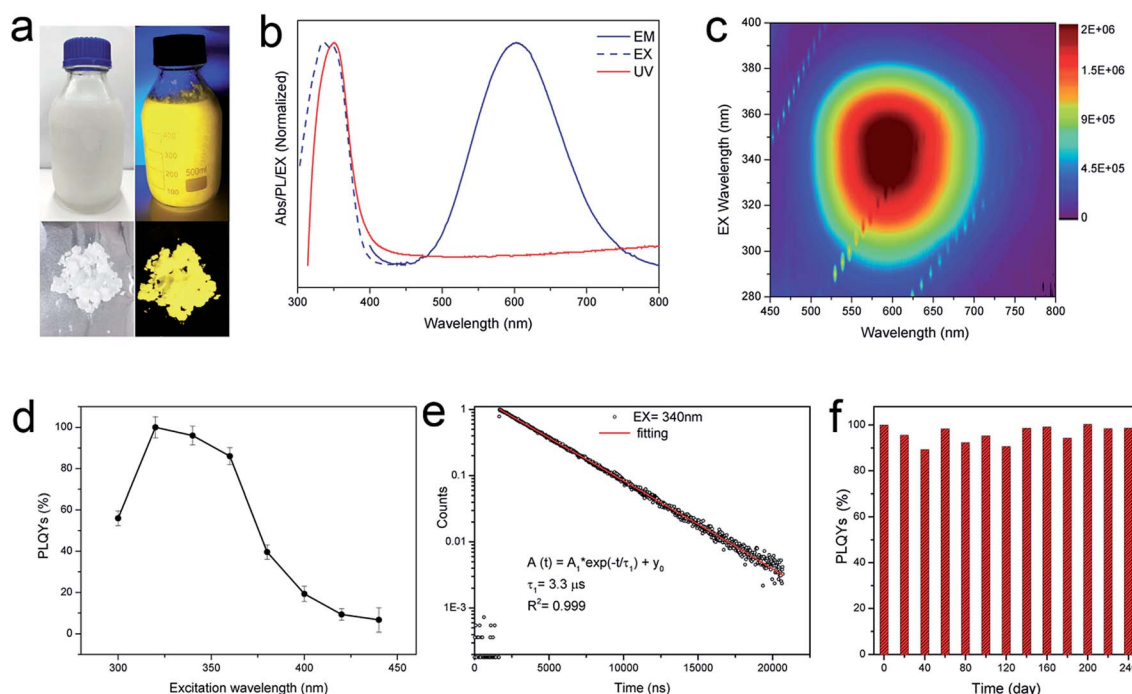 a
400
300
200
100
500ml
b
EM
EX
UV
Abs/PL/EX (Normalized)
300 400 500 600 700 800
Wavelength (nm)
c
400
380
360
340
320
300
280
EX Wavelength (nm)
450 500 550 600 650 700 750 800
Wavelength (nm)
2E+06
1.5E+06
9E+05
4.5E+05
0
d
100
80
60
40
20
0
PLQYs (%)
300 350 400 450
Excitation wavelength (nm)
e
1
0.1
0.01
1E-3
Counts
EX= 340nm
fitting
A (t) = A₁*exp(-t/τ₁) + y₀
τ₁= 3.3 μs
R²= 0.999
0 5000 10000 15000 20000
Time (ns)
f
100
80
60
40
20
0
PLQYs (%)
0 40 80 120 160 200 240
Time (day)